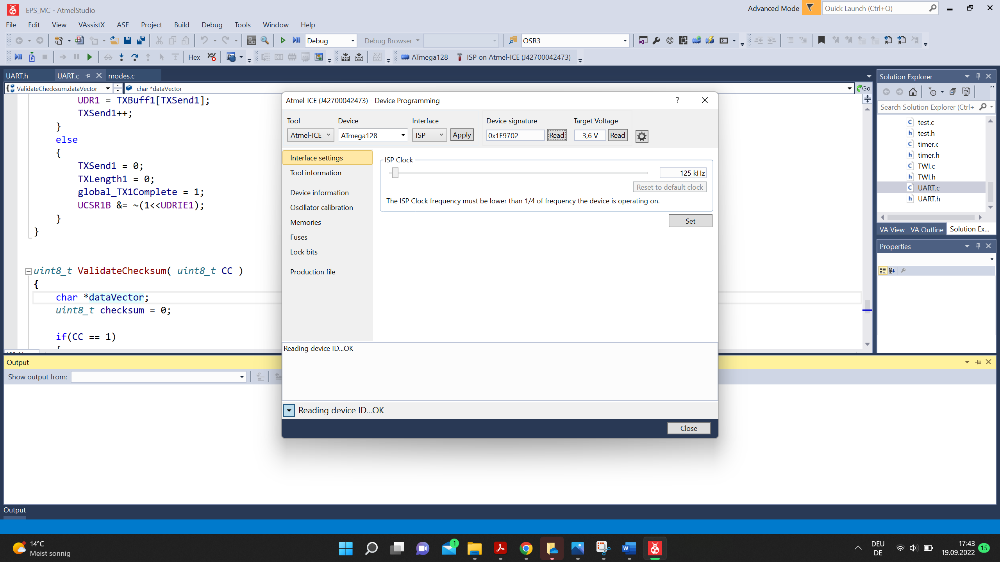 EPS_MC - AtmelStudio
Advanced Mode
Quick Launch (Ctrl+Q)
File Edit View VAssistX ASF Project Build Debug Tools Window Help
Debug
Debug Browser
OSR3
Hex
ATmega128
ISP on Atmel-ICE (J42700042473)
UART.h UART.c modes.c
ValidateChecksum.dataVector
char *dataVector
Go
UDR1 = TXBuff1[TXSend1];
TXSend1++;
}
else
{
TXSend1 = 0;
TXLength1 = 0;
global_TX1Complete = 1;
UCSR1B &= ~(1<<UDRIE1);
}
}
uint8_t ValidateChecksum( uint8_t CC )
{
char *dataVector;
uint8_t checksum = 0;
if(CC == 1)
{
Atmel-ICE (J42700042473) - Device Programming
?
Tool Device Interface Device signature Target Voltage
Atmel-ICE ATmega128 ISP Apply 0x1E9702 Read 3,6 V Read
Interface settings
Tool information
Device information
Oscillator calibration
Memories
Fuses
Lock bits
Production file
ISP Clock
125 kHz
Reset to default clock
The ISP Clock frequency must be lower than 1/4 of frequency the device is operating on.
Set
Reading device ID...OK
Reading device ID...OK
Close
Solution Explorer
Search Solution Explorer (Ctrl+
test.c
test.h
timer.c
timer.h
TWI.c
TWI.h
UART.c
UART.h
VA View VA Outline Solution Ex...
Properties
Output
Show output from:
Output
14°C
Meist sonnig
1
DEU
DE
17:43
19.09.2022
15